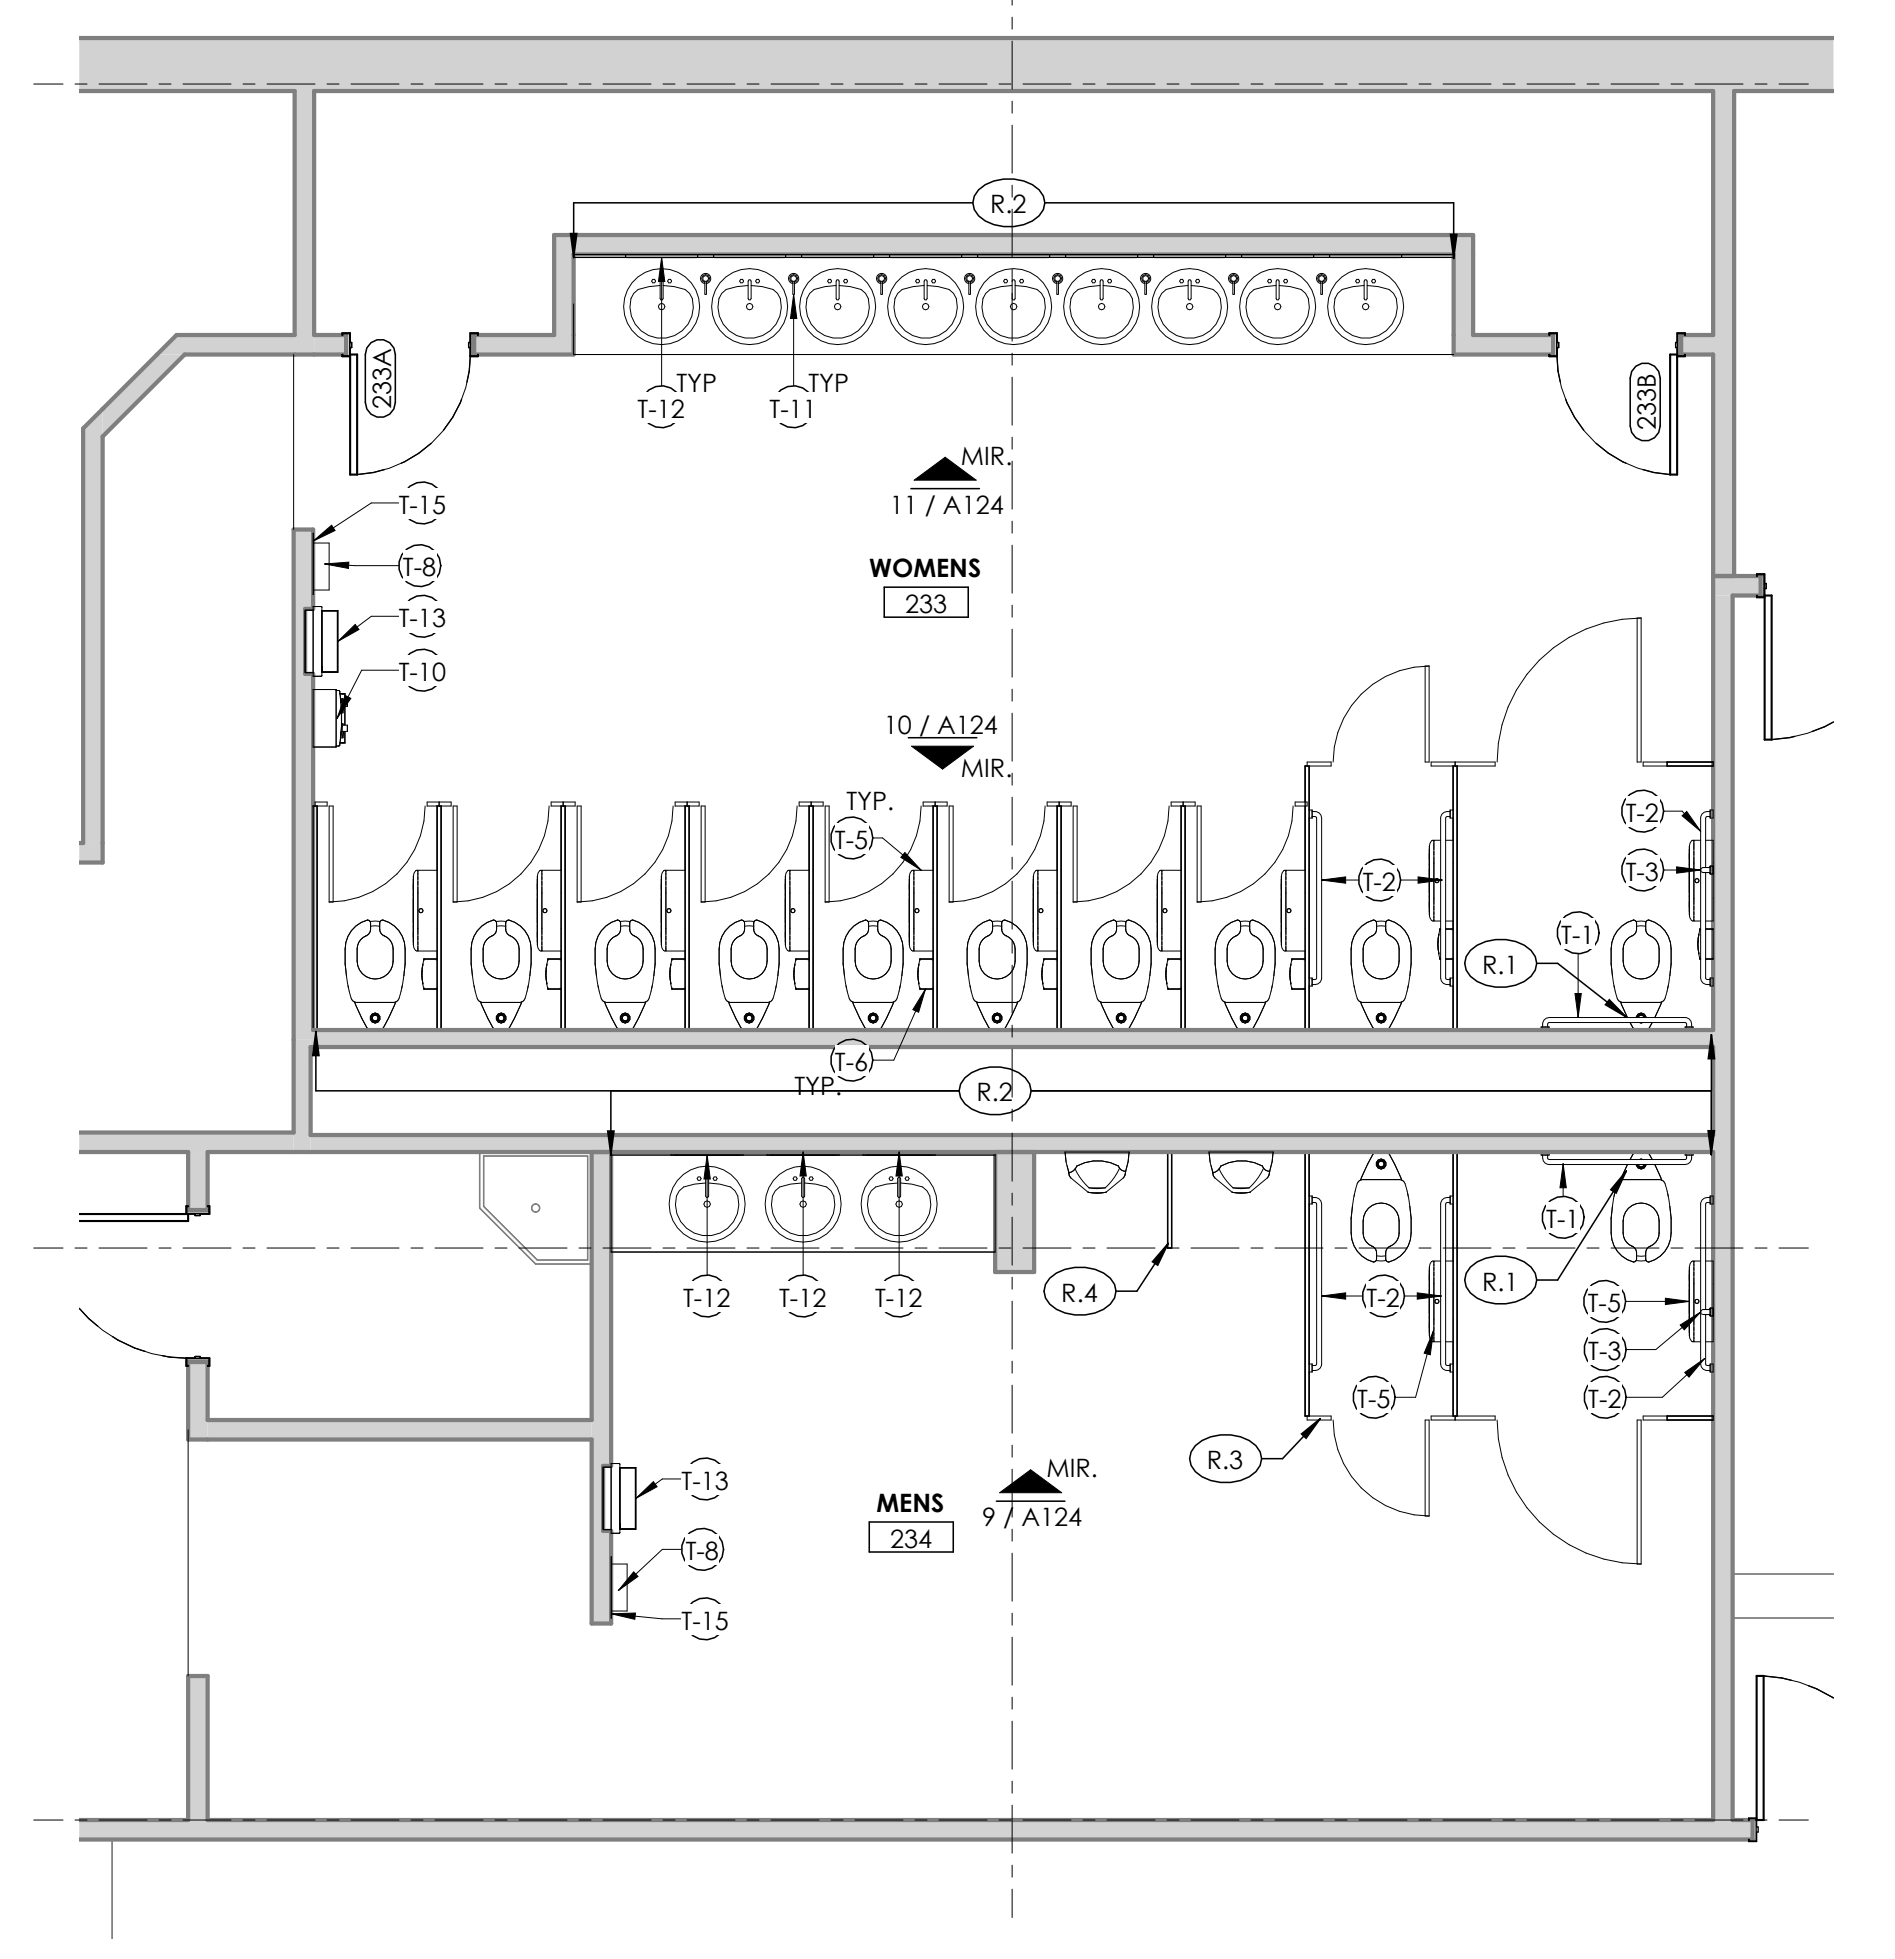 R.2
233A
233B
TYP
T-12
TYP
T-11
MIR.
11 / A124
T-15
T-8
WOMENS
233
T-13
T-10
10 / A124
MIR.
TYP.
T-5
T-2
T-2
T-3
T-1
R.1
T-6
TYP.
R.2
T-1
R.1
T-12
T-12
T-12
R.4
T-2
T-5
T-3
T-2
T-5
R.3
T-13
MIR.
MENS
9 / A124
234
T-8
T-15